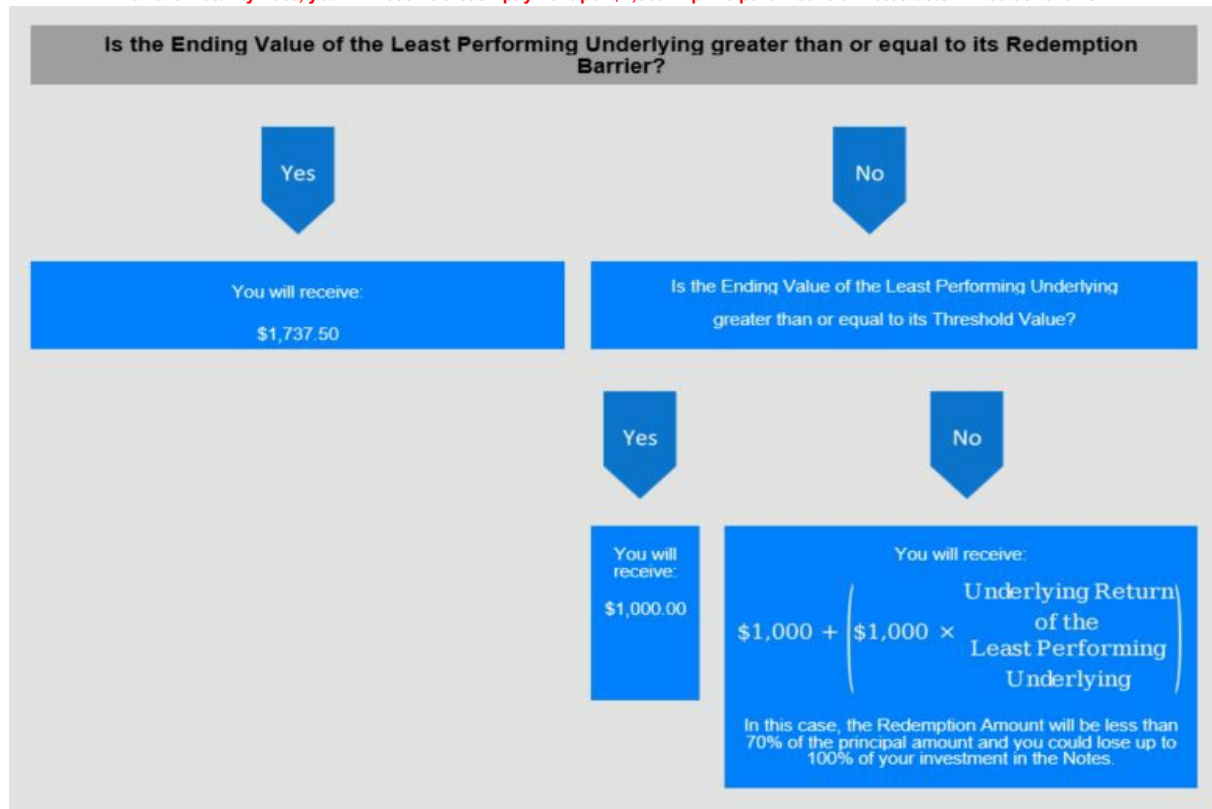 Is the Ending Value of the Least Performing Underlying greater than or equal to its Redemption
Barrier?
Yes
No
You will receive:
$1,737.50
Is the Ending Value of the Least Performing Underlying
greater than or equal to its Threshold Value?
Yes
No
You will
receive:
$1,000.00
You will receive:
$1,000 + ($1,000 × Underlying Return
of the
Least Performing
Underlying)
In this case, the Redemption Amount will be less than
70% of the principal amount and you could lose up to
100% of your investment in the Notes.